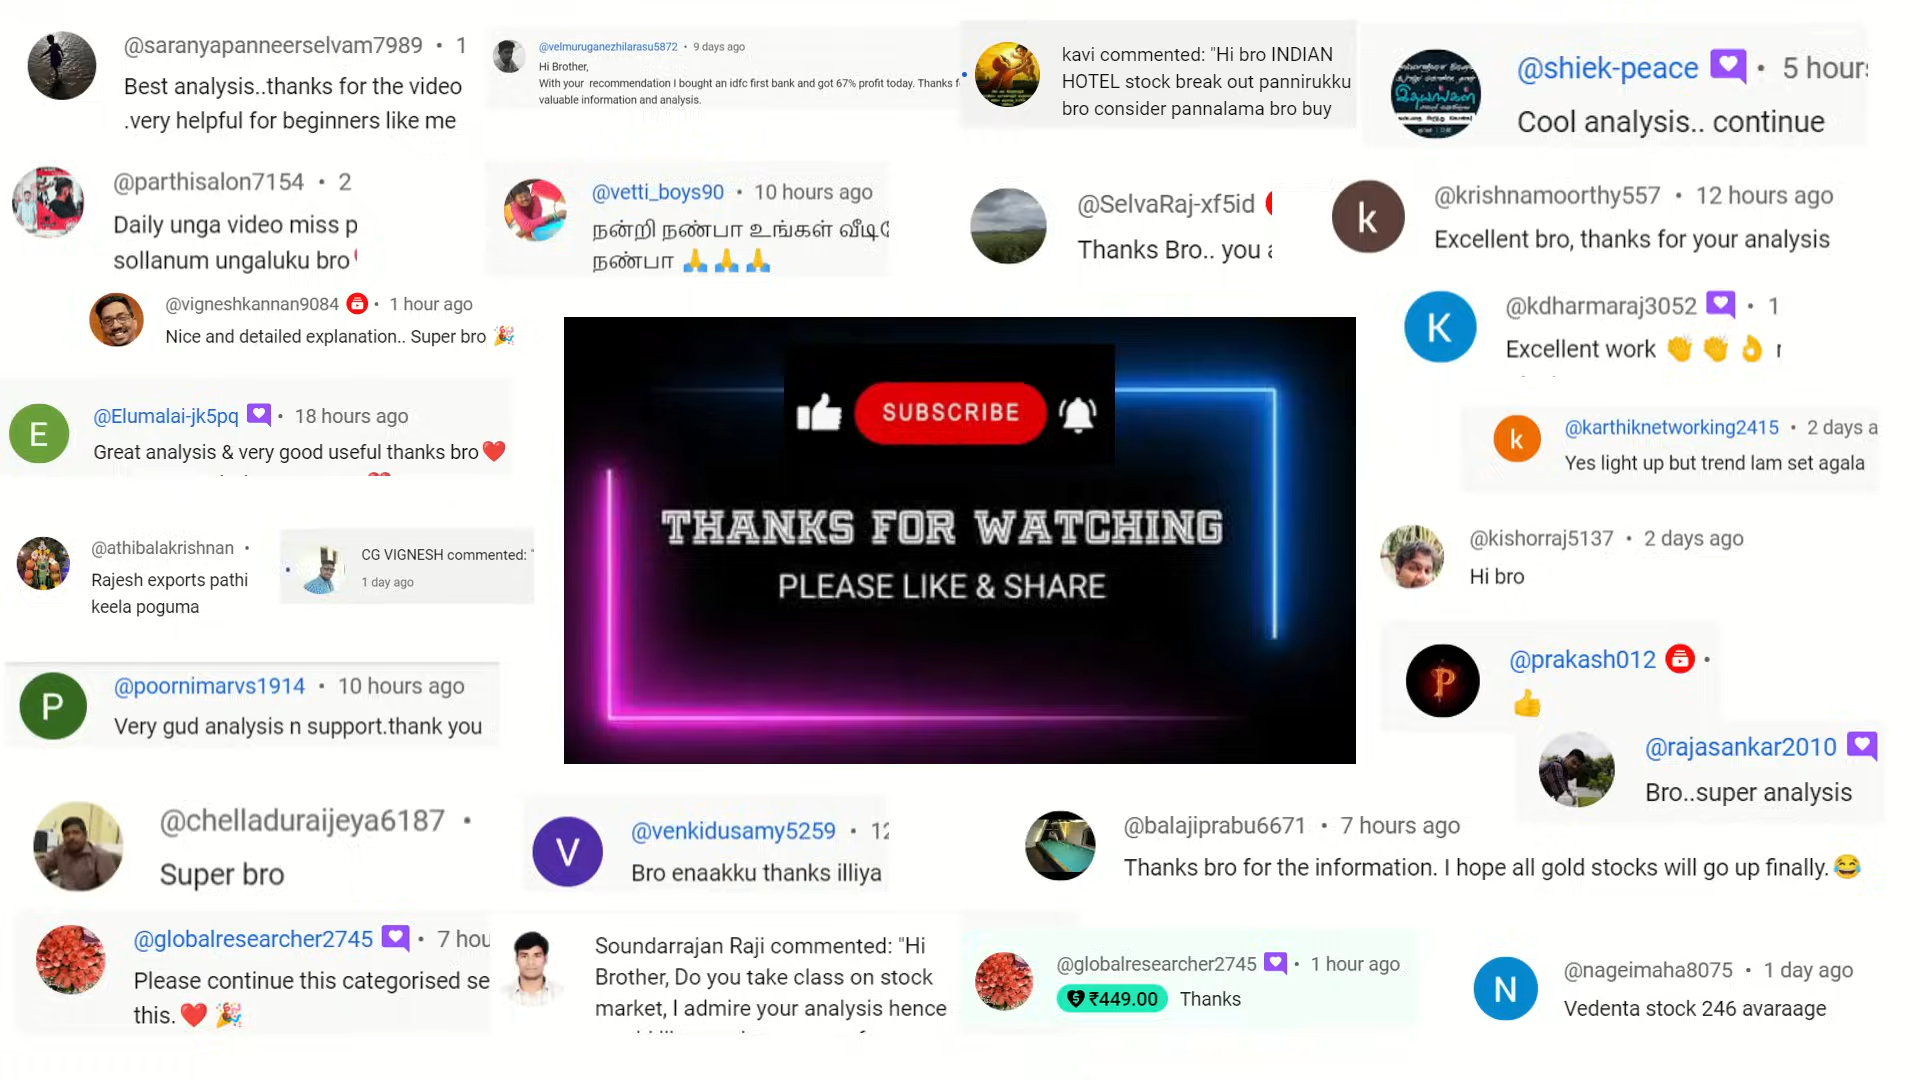 @saranyapanneerselvam7989 • 1
Best analysis..thanks for the video
.very helpful for beginners like me
@velmuruganezhilarasu5872 • 9 days ago
Hi Brother,
With your recommendation I bought an idfc first bank and got 67% profit today. Thanks f
valuable information and analysis.
kavi commented: "Hi bro INDIAN
HOTEL stock break out pannirukku
bro consider pannalama bro buy
@shiek-peace • 5 hour
Cool analysis.. continue
@parthisalon7154 • 2
Daily unga video miss p
sollanum ungaluku bro
@vetti_boys90 • 10 hours ago
நன்றி நண்பா உங்கள் வீடி
நண்பா 🙏 🙏 🙏
@SelvaRaj-xf5id
Thanks Bro.. you
k
@krishnamoorthy557 • 12 hours ago
Excellent bro, thanks for your analysis
@vigneshkannan9084 • 1 hour ago
Nice and detailed explanation.. Super bro 🎉
K
@kdharmaraj3052 • 1
Excellent work 👏 👏 👌
E
@Elumalai-jk5pq • 18 hours ago
Great analysis & very good useful thanks bro❤️
SUBSCRIBE
THANKS FOR WATCHING
PLEASE LIKE & SHARE
k
@karthiknetworking2415 • 2 days a
Yes light up but trend lam set agala
@athibalakrishnan •
Rajesh exports pathi
keela poguma
CG VIGNESH commented: "
1 day ago
@kishorraj5137 • 2 days ago
Hi bro
P
@poornimarvs1914 • 10 hours ago
Very gud analysis n support.thank you
P
@prakash012 •
👍
@rajasankar2010
Bro..super analysis
@chelladuraijeya6187 •
Super bro
V
@venkidusamy5259 • 12
Bro enaakku thanks illiya
@balajiprabu6671 • 7 hours ago
Thanks bro for the information. I hope all gold stocks will go up finally.😂
@globalresearcher2745 • 7 hou
Please continue this categorised se
this.❤️ 🎉
Soundarrajan Raji commented: "Hi
Brother, Do you take class on stock
market, I admire your analysis hence
@globalresearcher2745 • 1 hour ago
₹449.00 Thanks
N
@nageimaha8075 • 1 day ago
Vedenta stock 246 avaraage